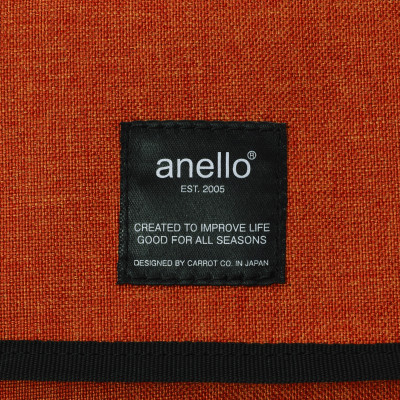 anello®
EST. 2005
CREATED TO IMPROVE LIFE
GOOD FOR ALL SEASONS
DESIGNED BY CARROT CO. IN JAPAN